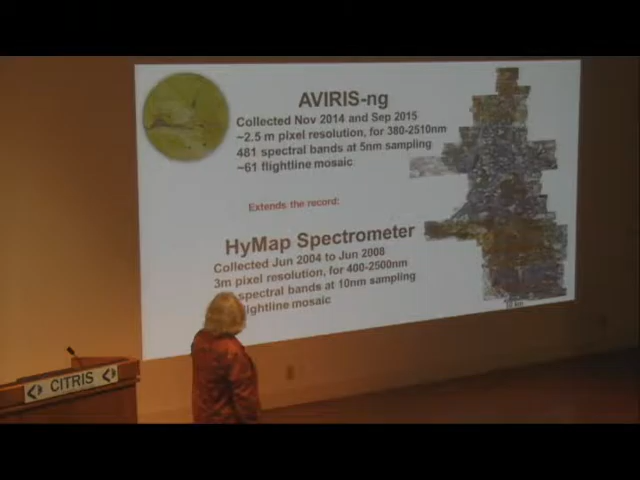 AVIRIS-ng
Collected Nov 2014 and Sep 2015
~2.5 m pixel resolution, for 380-2510nm
481 spectral bands at 5nm sampling
~61 flightline mosaic
Extends the record:
HyMap Spectrometer
Collected Jun 2004 to Jun 2008
3m pixel resolution, for 400-2500nm
spectral bands at 10nm sampling
flightline mosaic
CITRIS